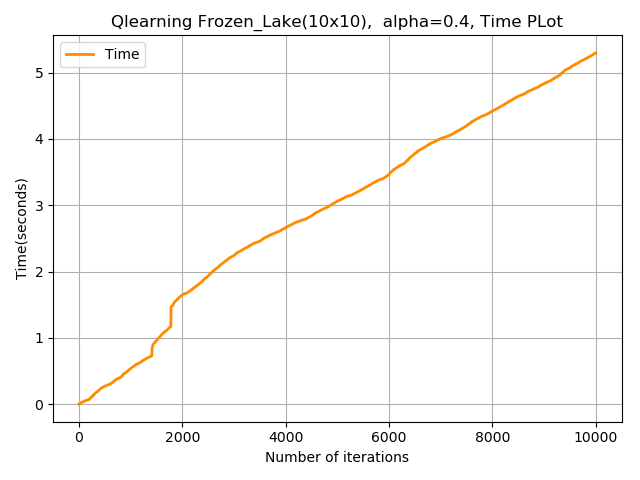 Qlearning Frozen_Lake(10x10),  alpha=0.4, Time PLot
Time
5
4
3
2
1
0
Time(seconds)
0 2000 4000 6000 8000 10000
Number of iterations